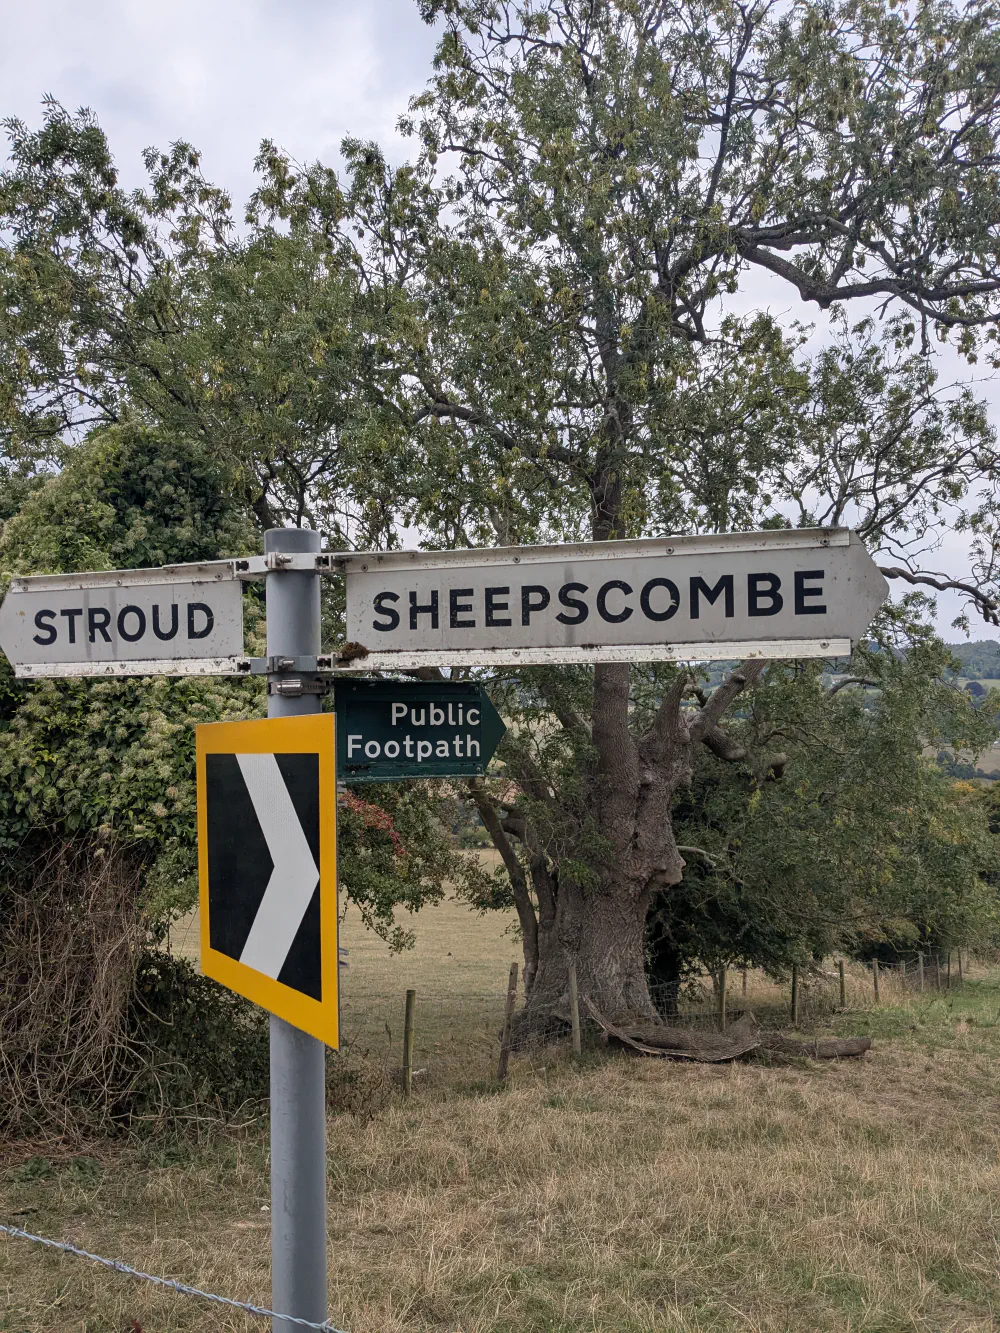 STROUD
SHEEPSCOMBE
Public
Footpath